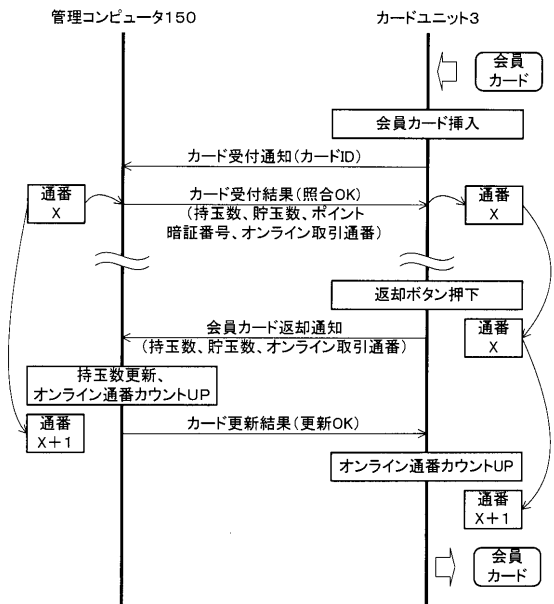 管理コンピュータ150
カードユニット3
会員
カード
会員カード挿入
カード受付通知(カードID)
通番
X
カード受付結果(照合OK)
(持玉数、貯玉数、ポイント
暗証番号、オンライン取引通番)
通番
X
返却ボタン押下
会員カード返却通知
(持玉数、貯玉数、オンライン取引通番)
通番
X
持玉数更新、
オンライン通番カウントUP
通番
X+1
カード更新結果(更新OK)
オンライン通番カウントUP
通番
X+1
会員
カード